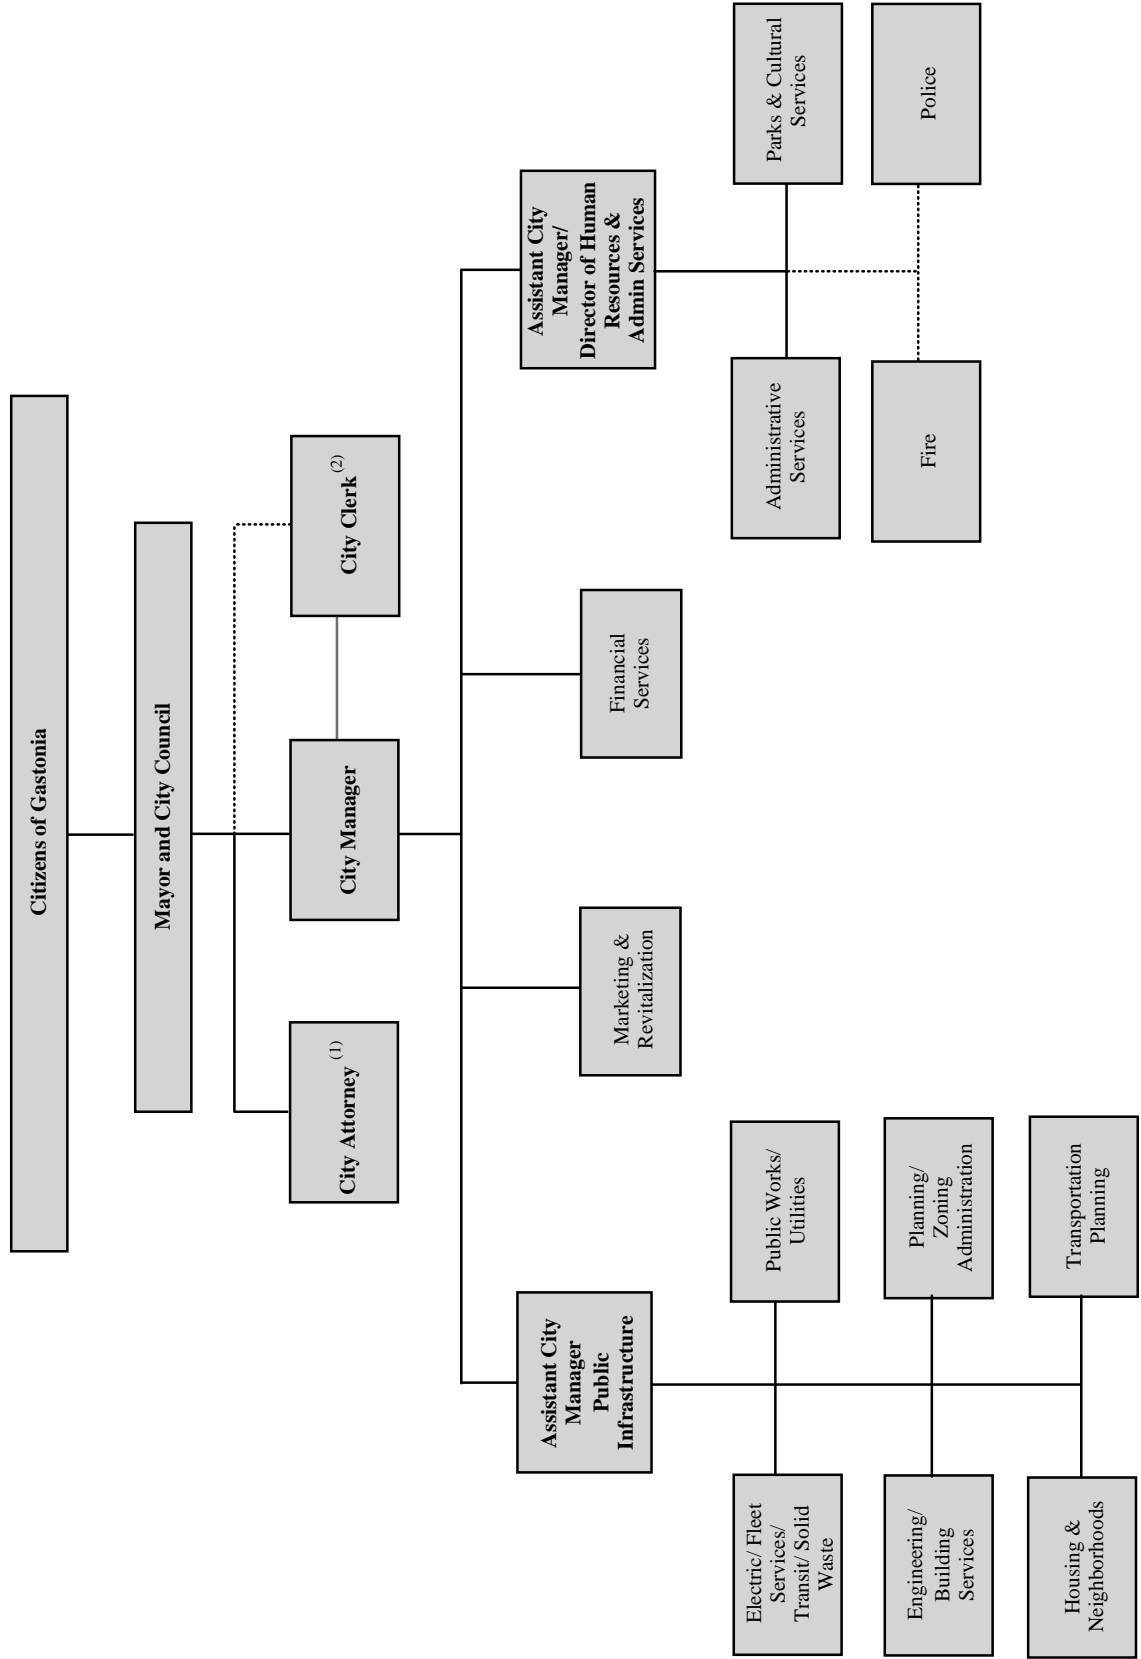 Citizens of Gastonia
Mayor and City Council
City Attorney (1)
City Manager
City Clerk (2)
Assistant City
Manager
Public
Infrastructure
Marketing &
Revitalization
Financial
Services
Assistant City
Manager/
Director of Human
Resources &
Admin Services
Electric/ Fleet
Services/
Transit/ Solid
Waste
Public Works/
Utilities
Administrative
Services
Parks & Cultural
Services
Engineering/
Building
Services
Planning/
Zoning
Administration
Fire
Police
Housing &
Neighborhoods
Transportation
Planning